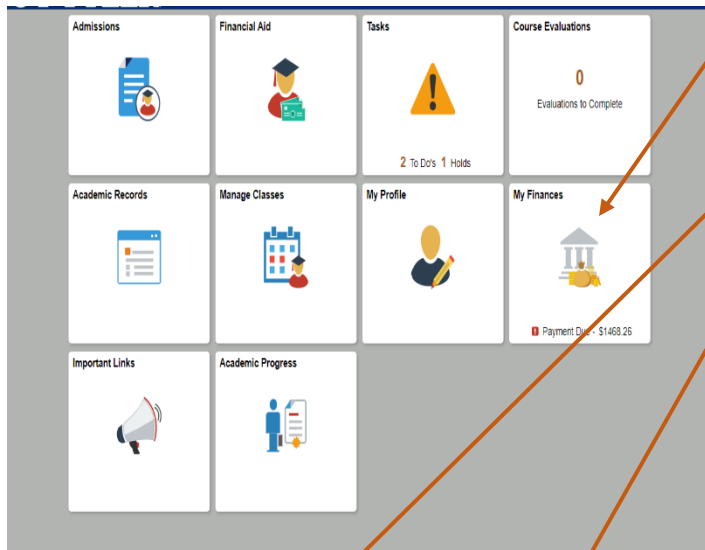 Admissions
Financial Aid
Tasks
Course Evaluations
0
Evaluations to Complete
2 To Do's 1 Holds
Academic Records
Manage Classes
My Profile
My Finances
Payment Due - $1468.26
Important Links
Academic Progress